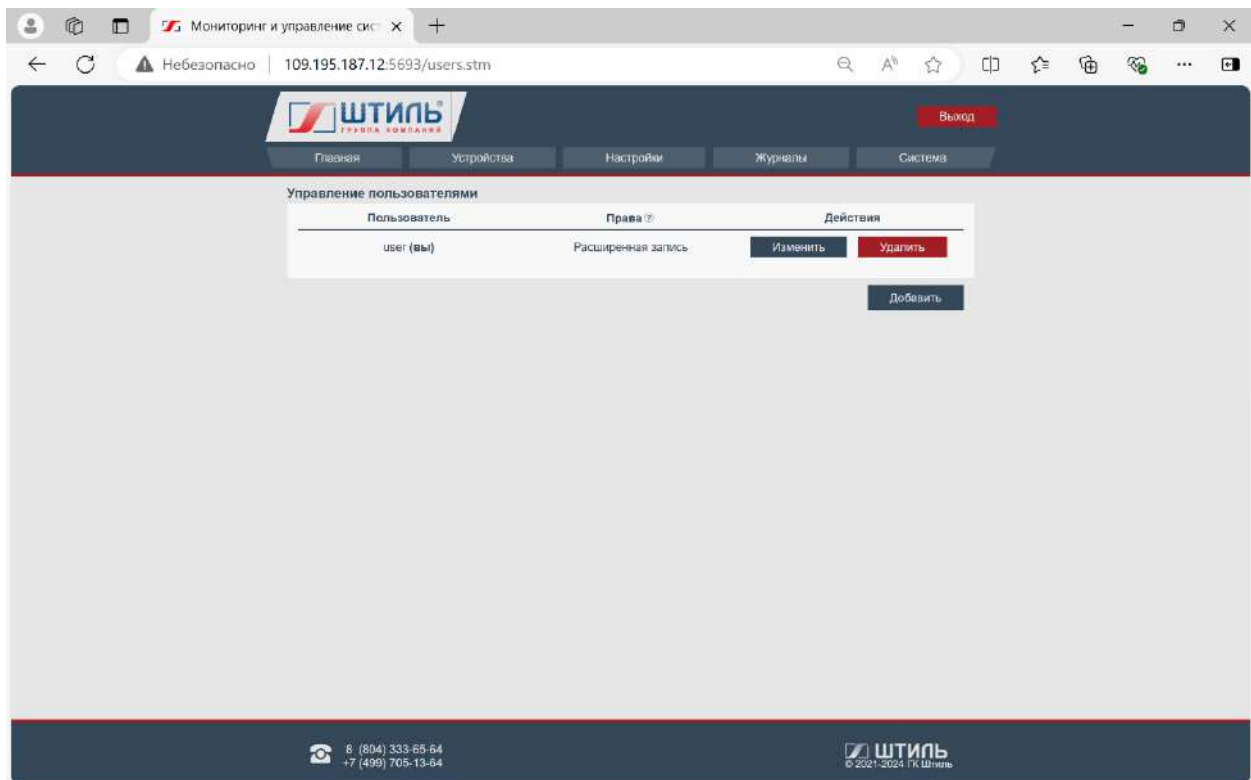 Мониторинг и управление сис
Небезопасно 109.195.187.12:5693/users.stm
ШТИЛЬ
ГРУППА КОМПАНИЙ
Выход
Главная Устройства Настройки Журналы Система
Управление пользователями
Пользователь Права ? Действия
user (вы) Расширенная запись Изменить Удалить
Добавить
8 (804) 333-65-64
+7 (499) 705-13-64
ШТИЛЬ
© 2021-2024 ГК Штиль